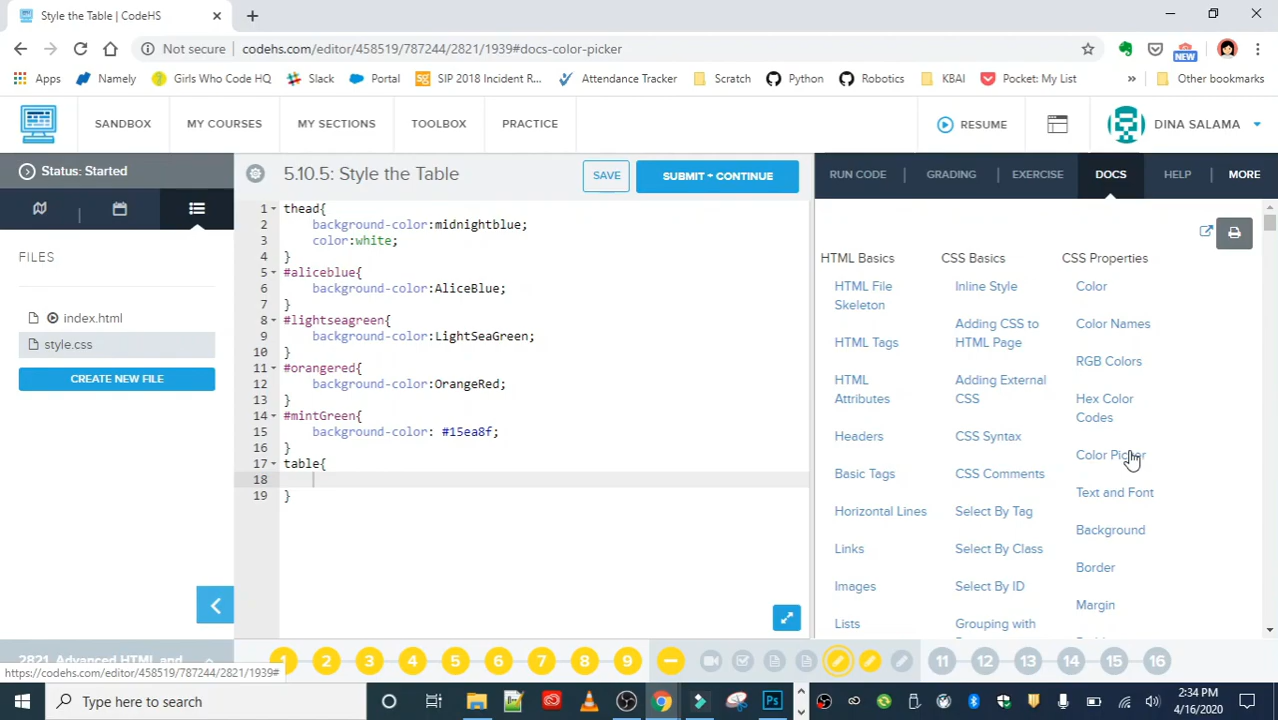 Style the Table | CodeHS
Not secure | codehs.com/editor/458519/787244/2821/1939#docs-color-picker
NEW
Apps Namely Girls Who Code HQ Slack Portal SIP 2018 Incident R... Attendance Tracker Scratch Python Robotics KBAI Pocket: My List » Other bookmarks
SANDBOX MY COURSES MY SECTIONS TOOLBOX PRACTICE RESUME DINA SALAMA
Status: Started
5.10.5: Style the Table SAVE SUBMIT + CONTINUE
RUN CODE GRADING EXERCISE DOCS HELP MORE
FILES
index.html
style.css
CREATE NEW FILE
1 thead{
2 background-color:midnightblue;
3 color:white;
4 }
5 #aliceblue{
6 background-color:AliceBlue;
7 }
8 #lightseagreen{
9 background-color:LightSeaGreen;
10 }
11 #orangered{
12 background-color:OrangeRed;
13 }
14 #mintGreen{
15 background-color: #15ea8f;
16 }
17 table{
18
19 }
HTML Basics
HTML File
Skeleton
HTML Tags
HTML
Attributes
Headers
Basic Tags
Horizontal Lines
Links
Images
Lists
CSS Basics
Inline Style
Adding CSS to
HTML Page
Adding External
CSS
CSS Syntax
CSS Comments
Select By Tag
Select By Class
Select By ID
Grouping with
CSS Properties
Color
Color Names
RGB Colors
Hex Color
Codes
Color Picker
Text and Font
Background
Border
Margin
2821. Advanced HTML and
1 2 3 4 5 6 7 8 9 11 12 13 14 15 16
https://codehs.com/editor/458519/787244/2821/1939#
Type here to search
Ps
2:34 PM
4/16/2020